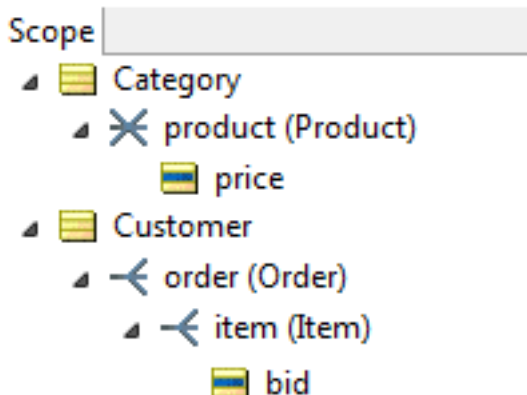 Scope
Category
product (Product)
price
Customer
order (Order)
item (Item)
bid